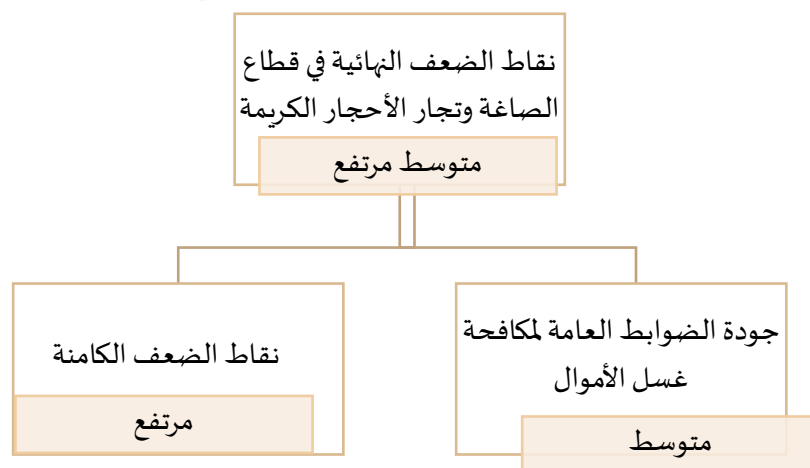 نقاط الضعف النهائية في قطاع
الصاغة وتجار الأحجار الكريمة
متوسط مرتفع
جودة الضوابط العامة لمكافحة
غسل الأموال
متوسط
نقاط الضعف الكامنة
مرتفع